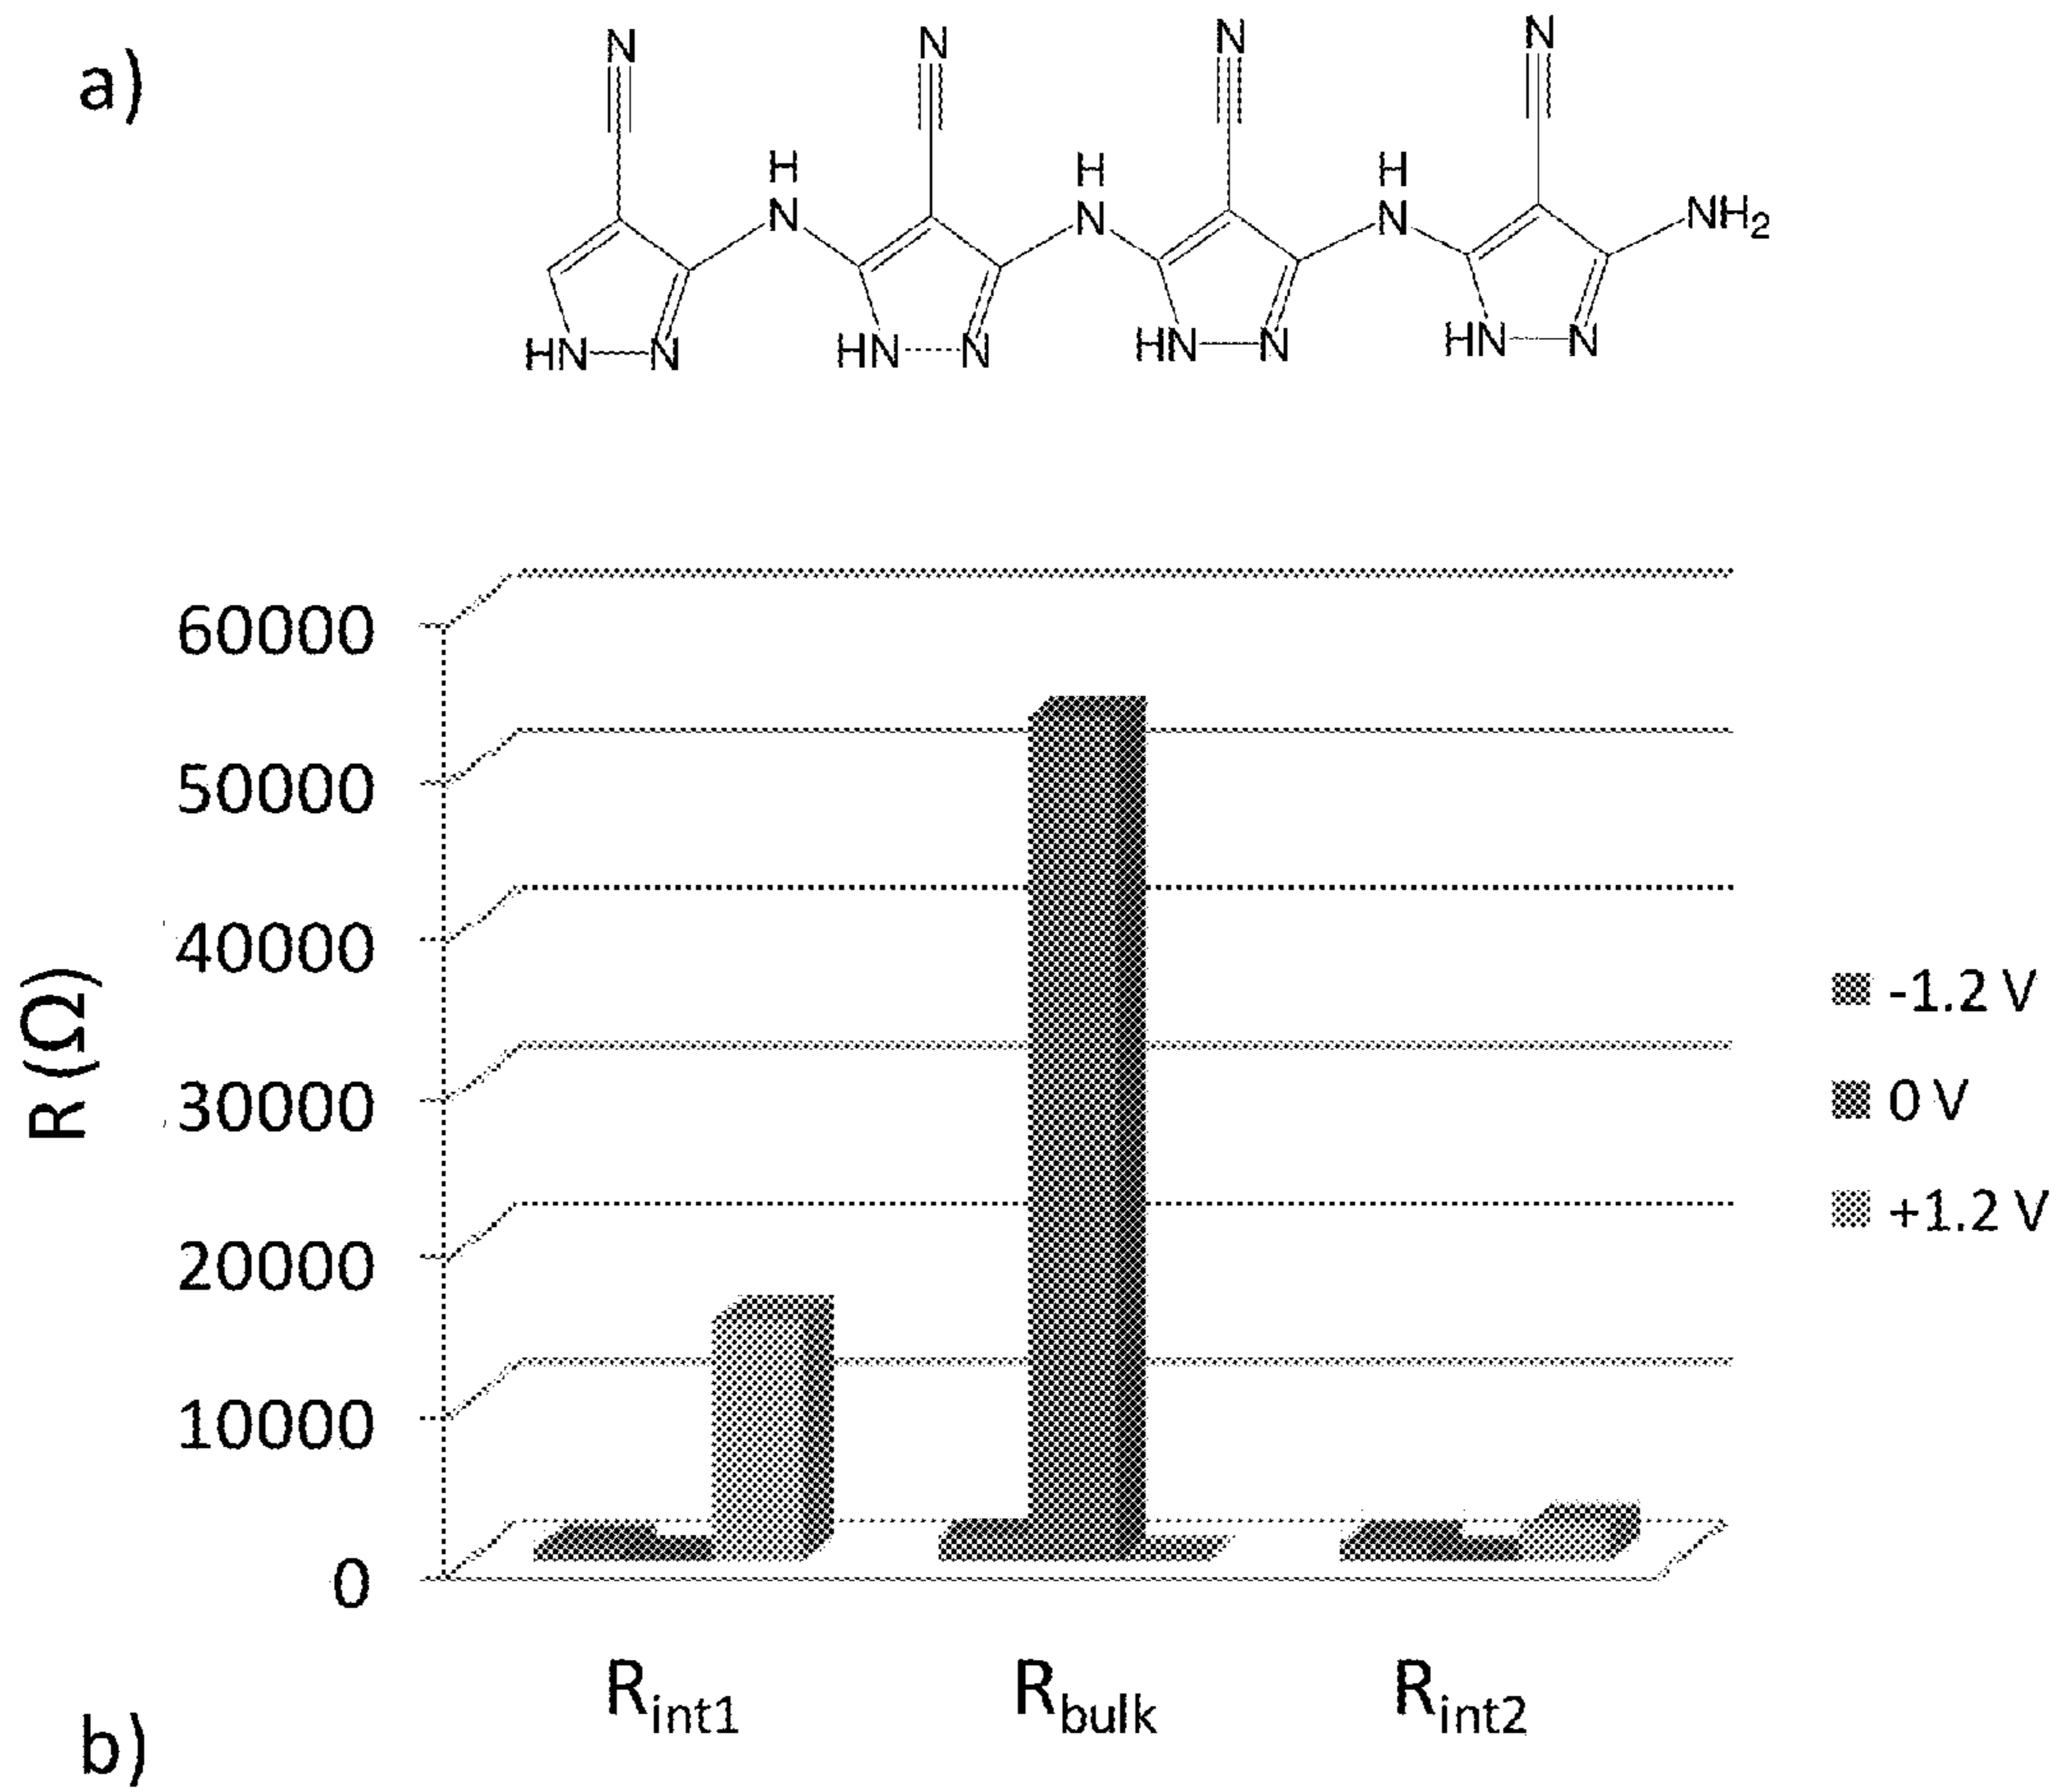 a)
N N N N
H H H
N N N NH2
HN N HN N HN N HN N
60000
50000
40000
30000
20000
10000
0
R (Ω)
-1.2 V
0 V
+1.2 V
Rint1 Rbulk Rint2
b)